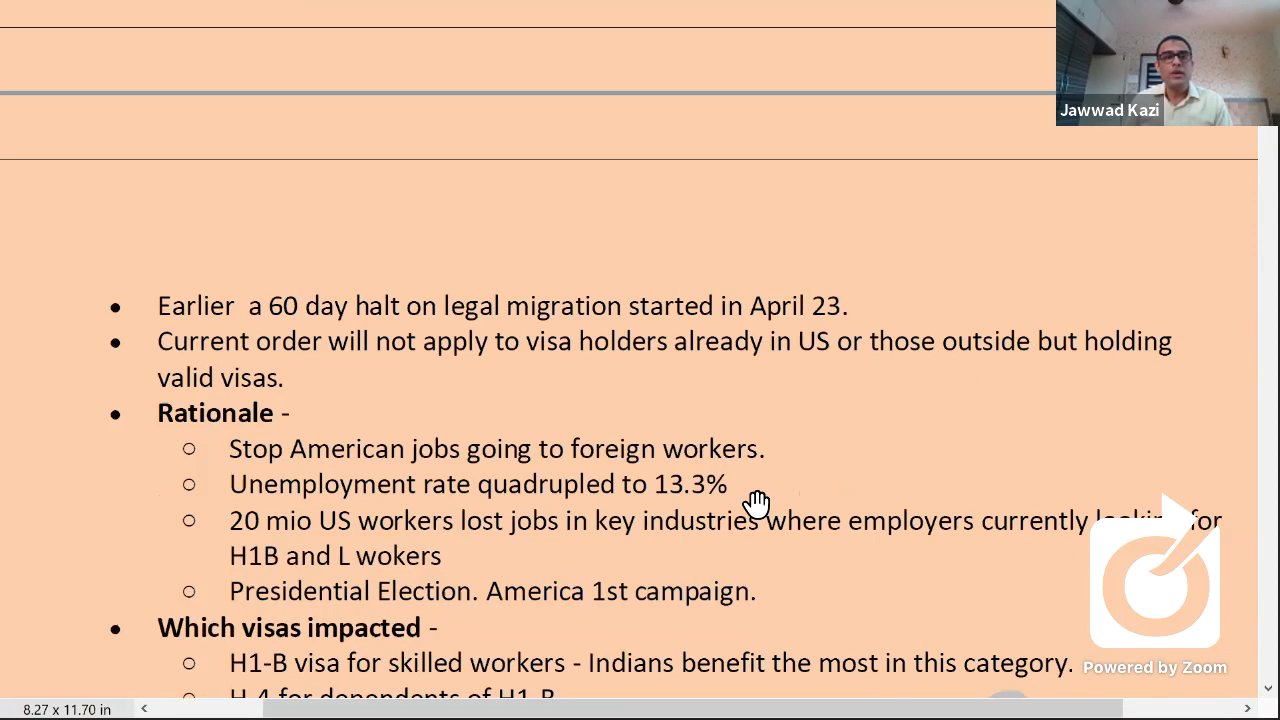 Jawwad Kazi
• Earlier a 60 day halt on legal migration started in April 23.
• Current order will not apply to visa holders already in US or those outside but holding
valid visas.
• Rationale -
○ Stop American jobs going to foreign workers.
○ Unemployment rate quadrupled to 13.3%
○ 20 mio US workers lost jobs in key industries where employers currently looking for
H1B and L wokers
○ Presidential Election. America 1st campaign.
• Which visas impacted -
○ H1-B visa for skilled workers - Indians benefit the most in this category.
Powered by Zoom
○ H-4 for dependents of H1-B
8.27 x 11.70 in